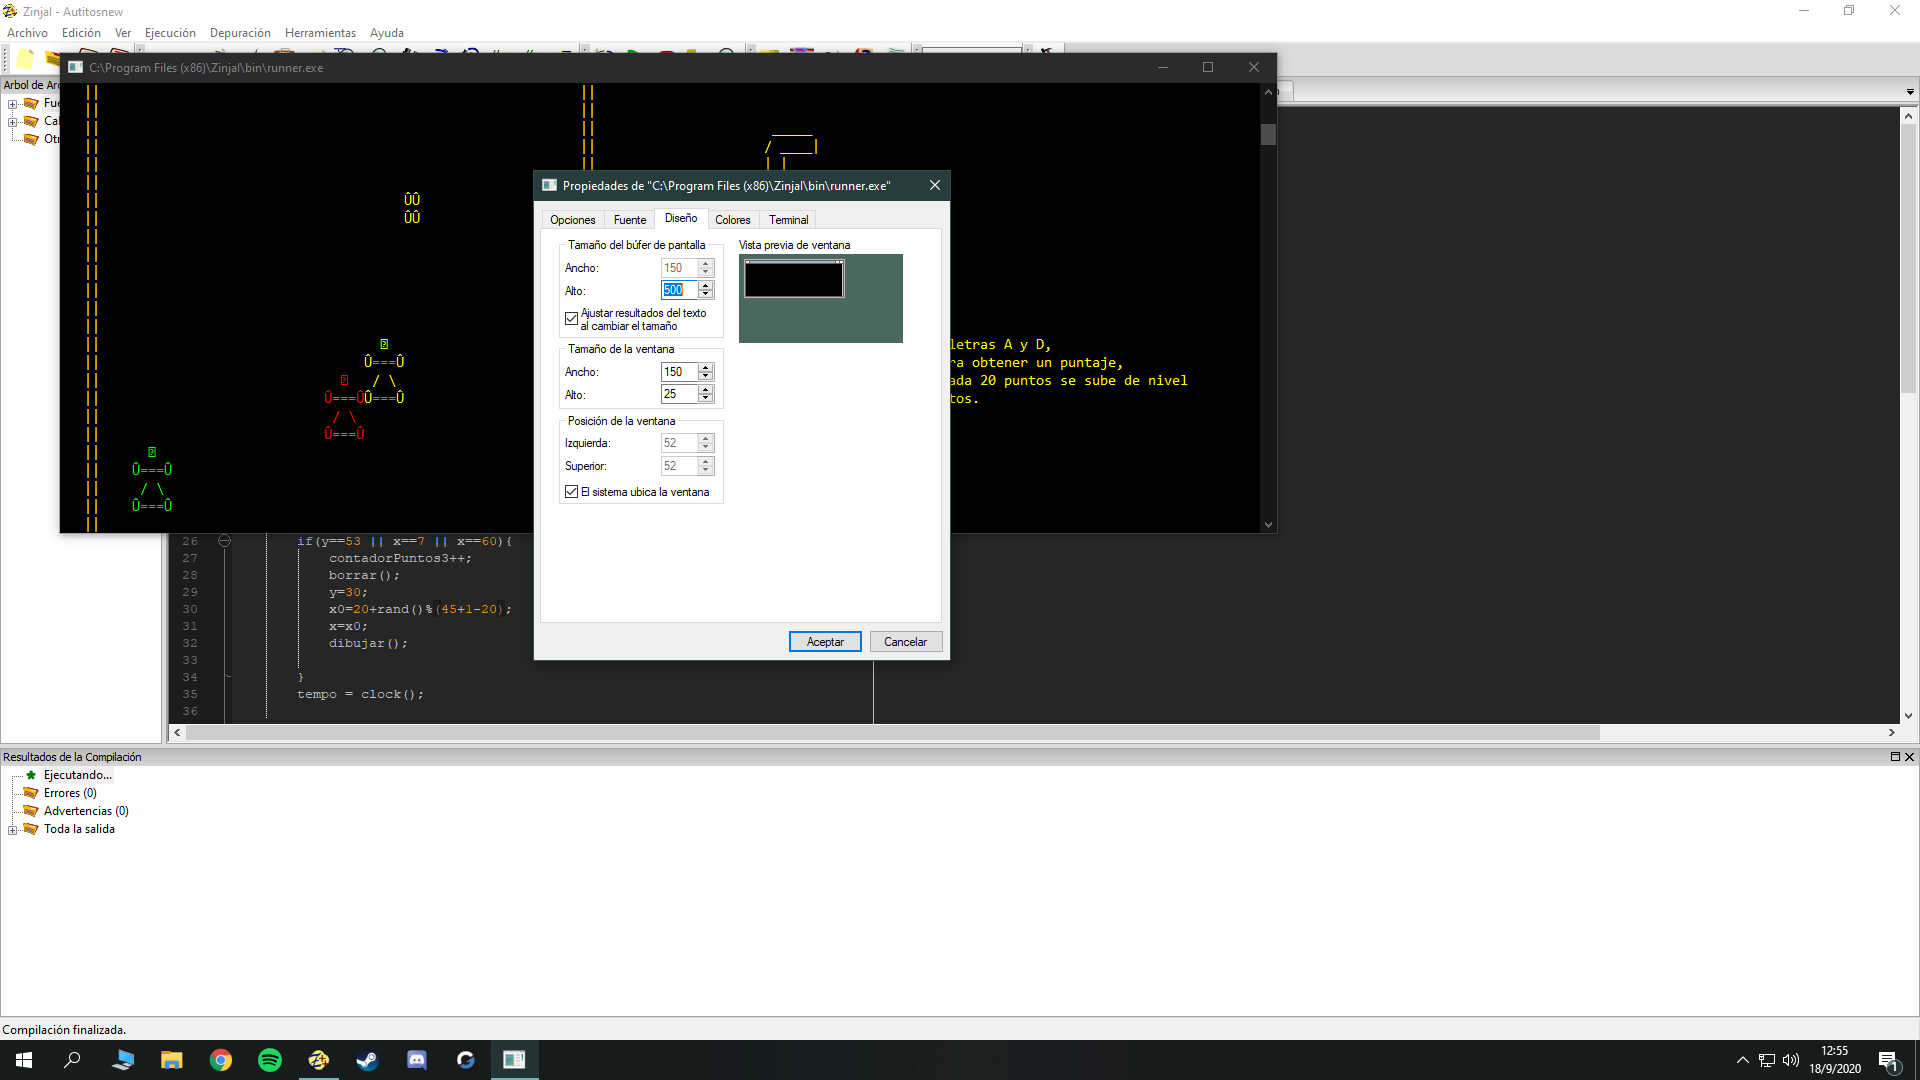 Zinjal - Autitosnew
Archivo Edición Ver Ejecución Depuración Herramientas Ayuda
C:\Program Files (x86)\Zinjal\bin\runner.exe
Arbol de Arc
Fue
Cal
Otr
ÛÛ
ÛÛ
Û===Û
/ \
Û===Û
Û===Û
/ \
Û===Û
Û===Û
/ \
Û===Û
letras A y D,
ra obtener un puntaje,
ada 20 puntos se sube de nivel
tos.
Propiedades de "C:\Program Files (x86)\Zinjal\bin\runner.exe"
Opciones Fuente Diseño Colores Terminal
Tamaño del búfer de pantalla
Ancho: 150
Alto: 500
Ajustar resultados del texto
al cambiar el tamaño
Tamaño de la ventana
Ancho: 150
Alto: 25
Posición de la ventana
Izquierda: 52
Superior: 52
El sistema ubica la ventana
Vista previa de ventana
Aceptar Cancelar
26 if(y==53 || x==7 || x==60){
27 contadorPuntos3++;
28 borrar();
29 y=30;
30 x0=20+rand()%(45+1-20);
31 x=x0;
32 dibujar();
33
34 }
35 tempo = clock();
36
Resultados de la Compilación
Ejecutando...
Errores (0)
Advertencias (0)
Toda la salida
Compilación finalizada.
12:55
18/9/2020
1